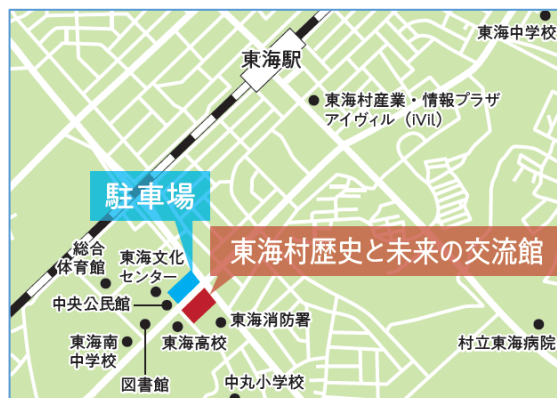 東海中学校
東海駅
東海村産業・情報プラザ
アイヴィル（iVil）
駐車場
東海村歴史と未来の交流館
総合
体育館
東海文化
センター
中央公民館
東海消防署
東海高校
東海南
中学校
図書館
村立東海病院
中丸小学校